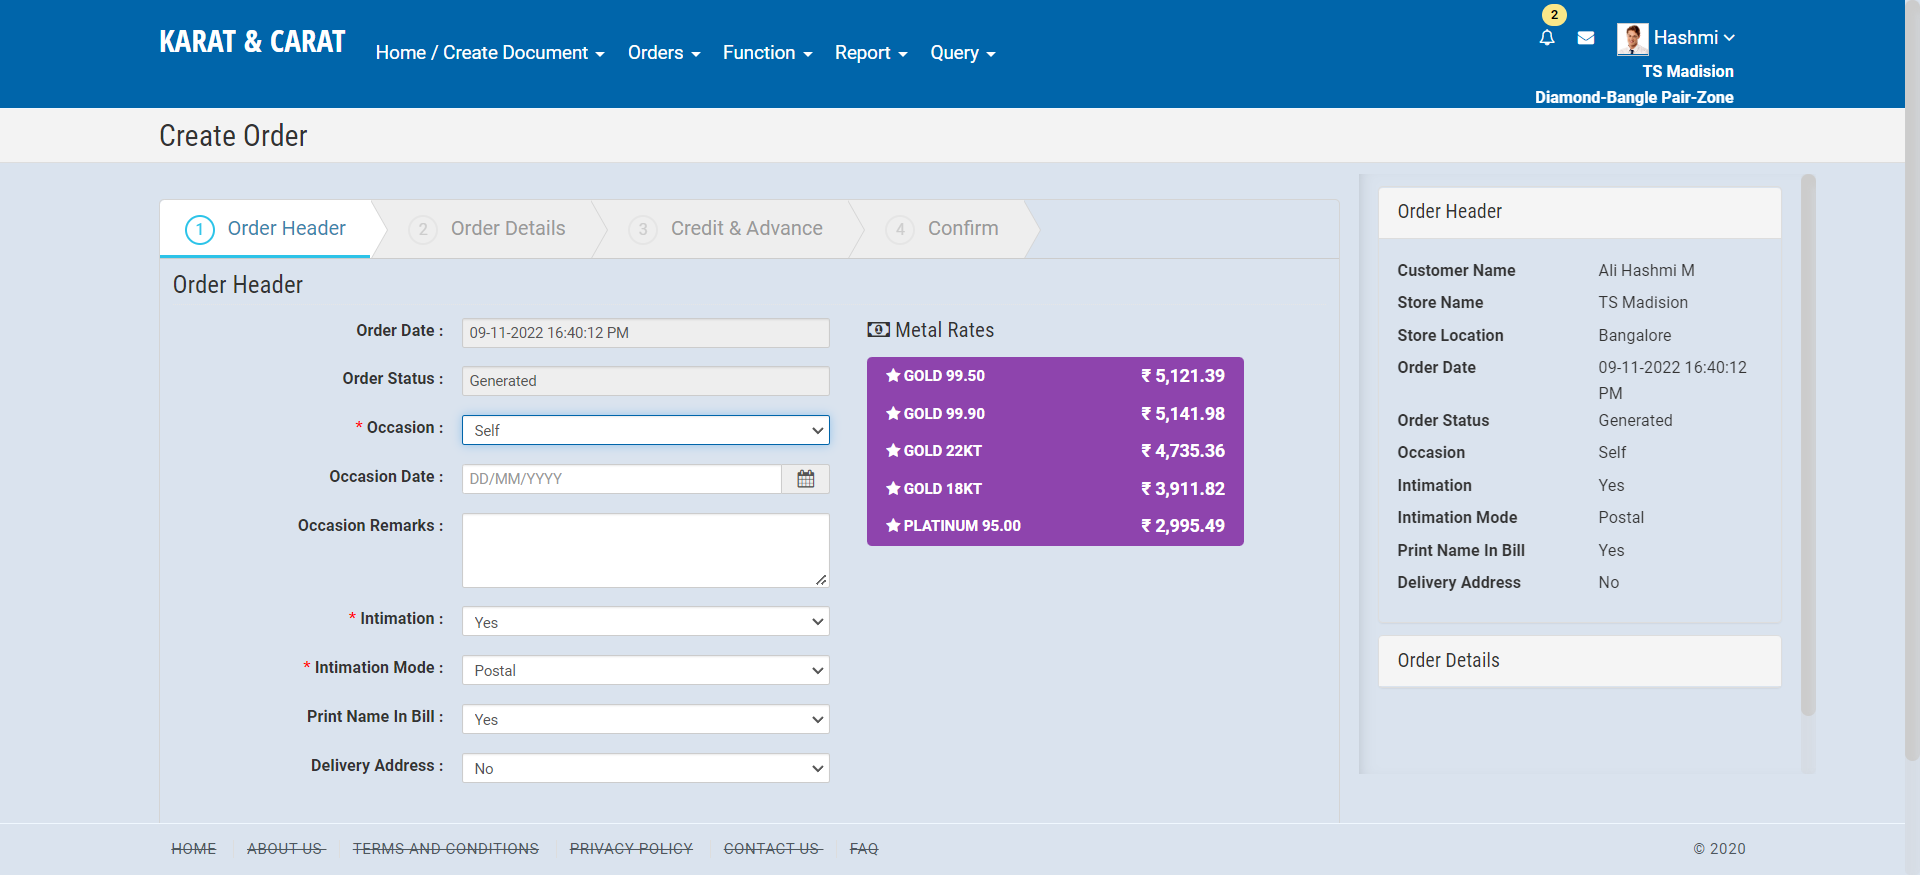 KARAT & CARAT
Home / Create Document
Orders
Function
Report
Query
2
Hashmi
TS Madision
Diamond-Bangle Pair-Zone
Create Order
1 Order Header
2 Order Details
3 Credit & Advance
4 Confirm
Order Header
Order Date : 09-11-2022 16:40:12 PM
Order Status : Generated
* Occasion : Self
Occasion Date : DD/MM/YYYY
Occasion Remarks :
* Intimation : Yes
* Intimation Mode : Postal
Print Name In Bill : Yes
Delivery Address : No
Metal Rates
GOLD 99.50 ₹ 5,121.39
GOLD 99.90 ₹ 5,141.98
GOLD 22KT ₹ 4,735.36
GOLD 18KT ₹ 3,911.82
PLATINUM 95.00 ₹ 2,995.49
Order Header
Customer Name Ali Hashmi M
Store Name TS Madision
Store Location Bangalore
Order Date 09-11-2022 16:40:12
PM
Order Status Generated
Occasion Self
Intimation Yes
Intimation Mode Postal
Print Name In Bill Yes
Delivery Address No
Order Details
HOME
ABOUT US
TERMS AND CONDITIONS
PRIVACY POLICY
CONTACT US
FAQ
© 2020